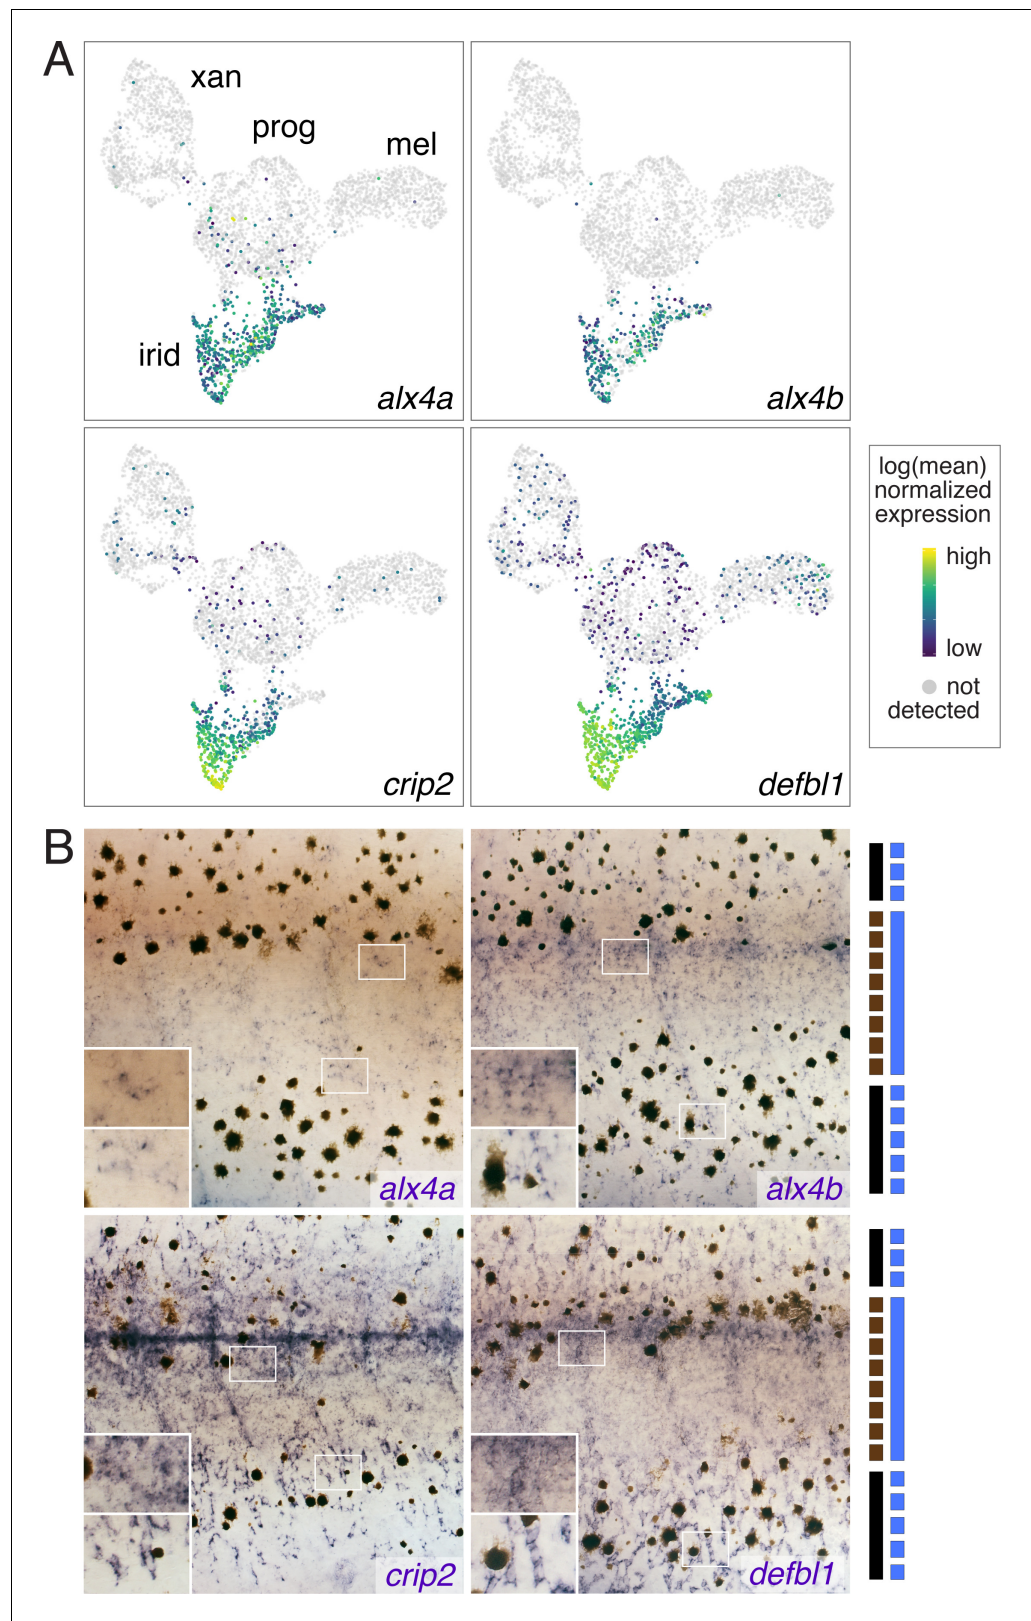 A
xan
prog
mel
irid
alx4a
alx4b
crip2
defbl1
log(mean)
normalized
expression
high
low
not
detected
B
alx4a
alx4b
crip2
defbl1